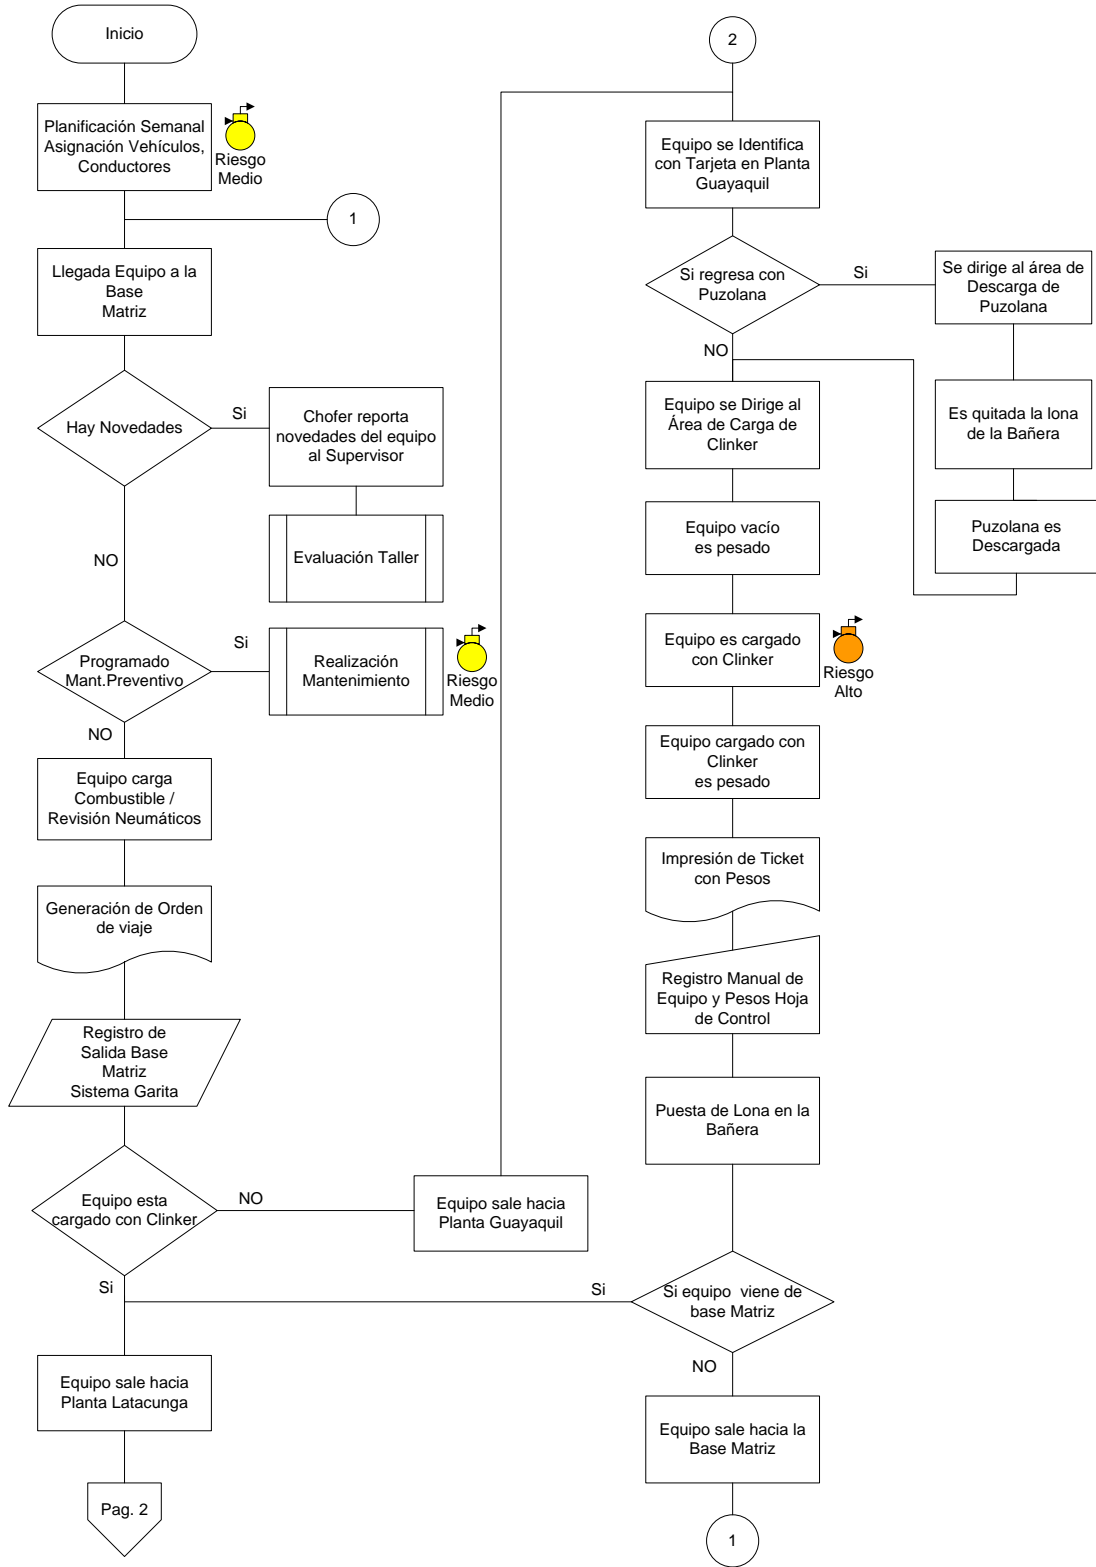 Inicio
Planificación Semanal
Asignación Vehículos,
Conductores
Riesgo
Medio
1
Llegada Equipo a la
Base
Matriz
Hay Novedades
Si
Chofer reporta
novedades del equipo
al Supervisor
Evaluación Taller
NO
Programado
Mant.Preventivo
Si
Realización
Mantenimiento
Riesgo
Medio
NO
Equipo carga
Combustible /
Revisión Neumáticos
Generación de Orden
de viaje
Registro de
Salida Base
Matriz
Sistema Garita
Equipo esta
cargado con Clinker
NO
Equipo sale hacia
Planta Guayaquil
Si
Equipo sale hacia
Planta Latacunga
Pag. 2
2
Equipo se Identifica
con Tarjeta en Planta
Guayaquil
Si regresa con
Puzolana
Si
Se dirige al área de
Descarga de
Puzolana
Es quitada la lona
de la Bañera
Puzolana es
Descargada
NO
Equipo se Dirige al
Área de Carga de
Clinker
Equipo vacío
es pesado
Equipo es cargado
con Clinker
Riesgo
Alto
Equipo cargado con
Clinker
es pesado
Impresión de Ticket
con Pesos
Registro Manual de
Equipo y Pesos Hoja
de Control
Puesta de Lona en la
Bañera
Si equipo viene de
base Matriz
Si
NO
Equipo sale hacia la
Base Matriz
1